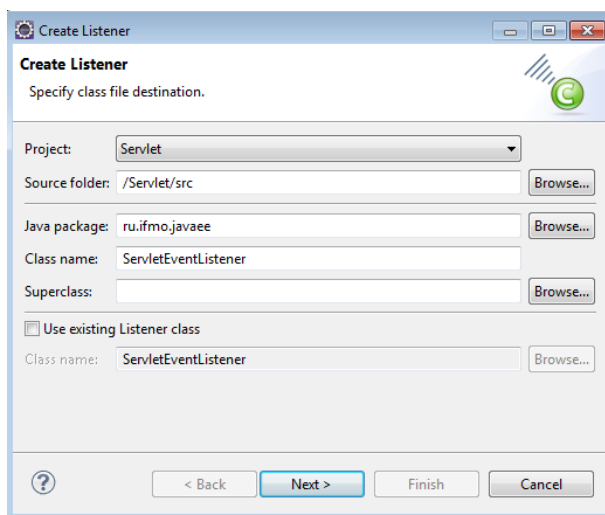 Create Listener
Create Listener
Specify class file destination.
Project: Servlet
Source folder: /Servlet/src Browse...
Java package: ru.ifmo.javaee Browse...
Class name: ServletEventListener
Superclass: Browse...
Use existing Listener class
Class name: ServletEventListener Browse...
? < Back Next > Finish Cancel